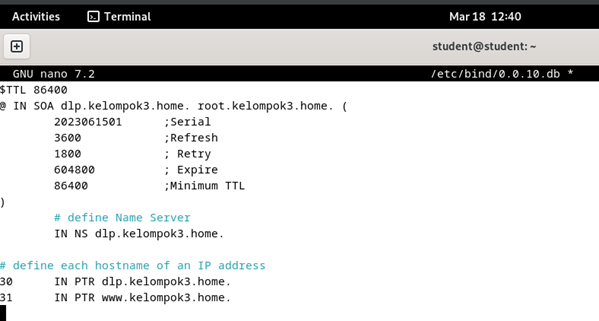 Activities Terminal Mar 18 12:40
student@student: ~
GNU nano 7.2 /etc/bind/0.0.10.db *
$TTL 86400
@ IN SOA dlp.kelompok3.home. root.kelompok3.home. (
2023061501 ;Serial
3600 ;Refresh
1800 ; Retry
604800 ; Expire
86400 ;Minimum TTL
)
# define Name Server
IN NS dlp.kelompok3.home.
# define each hostname of an IP address
30 IN PTR dlp.kelompok3.home.
31 IN PTR www.kelompok3.home.